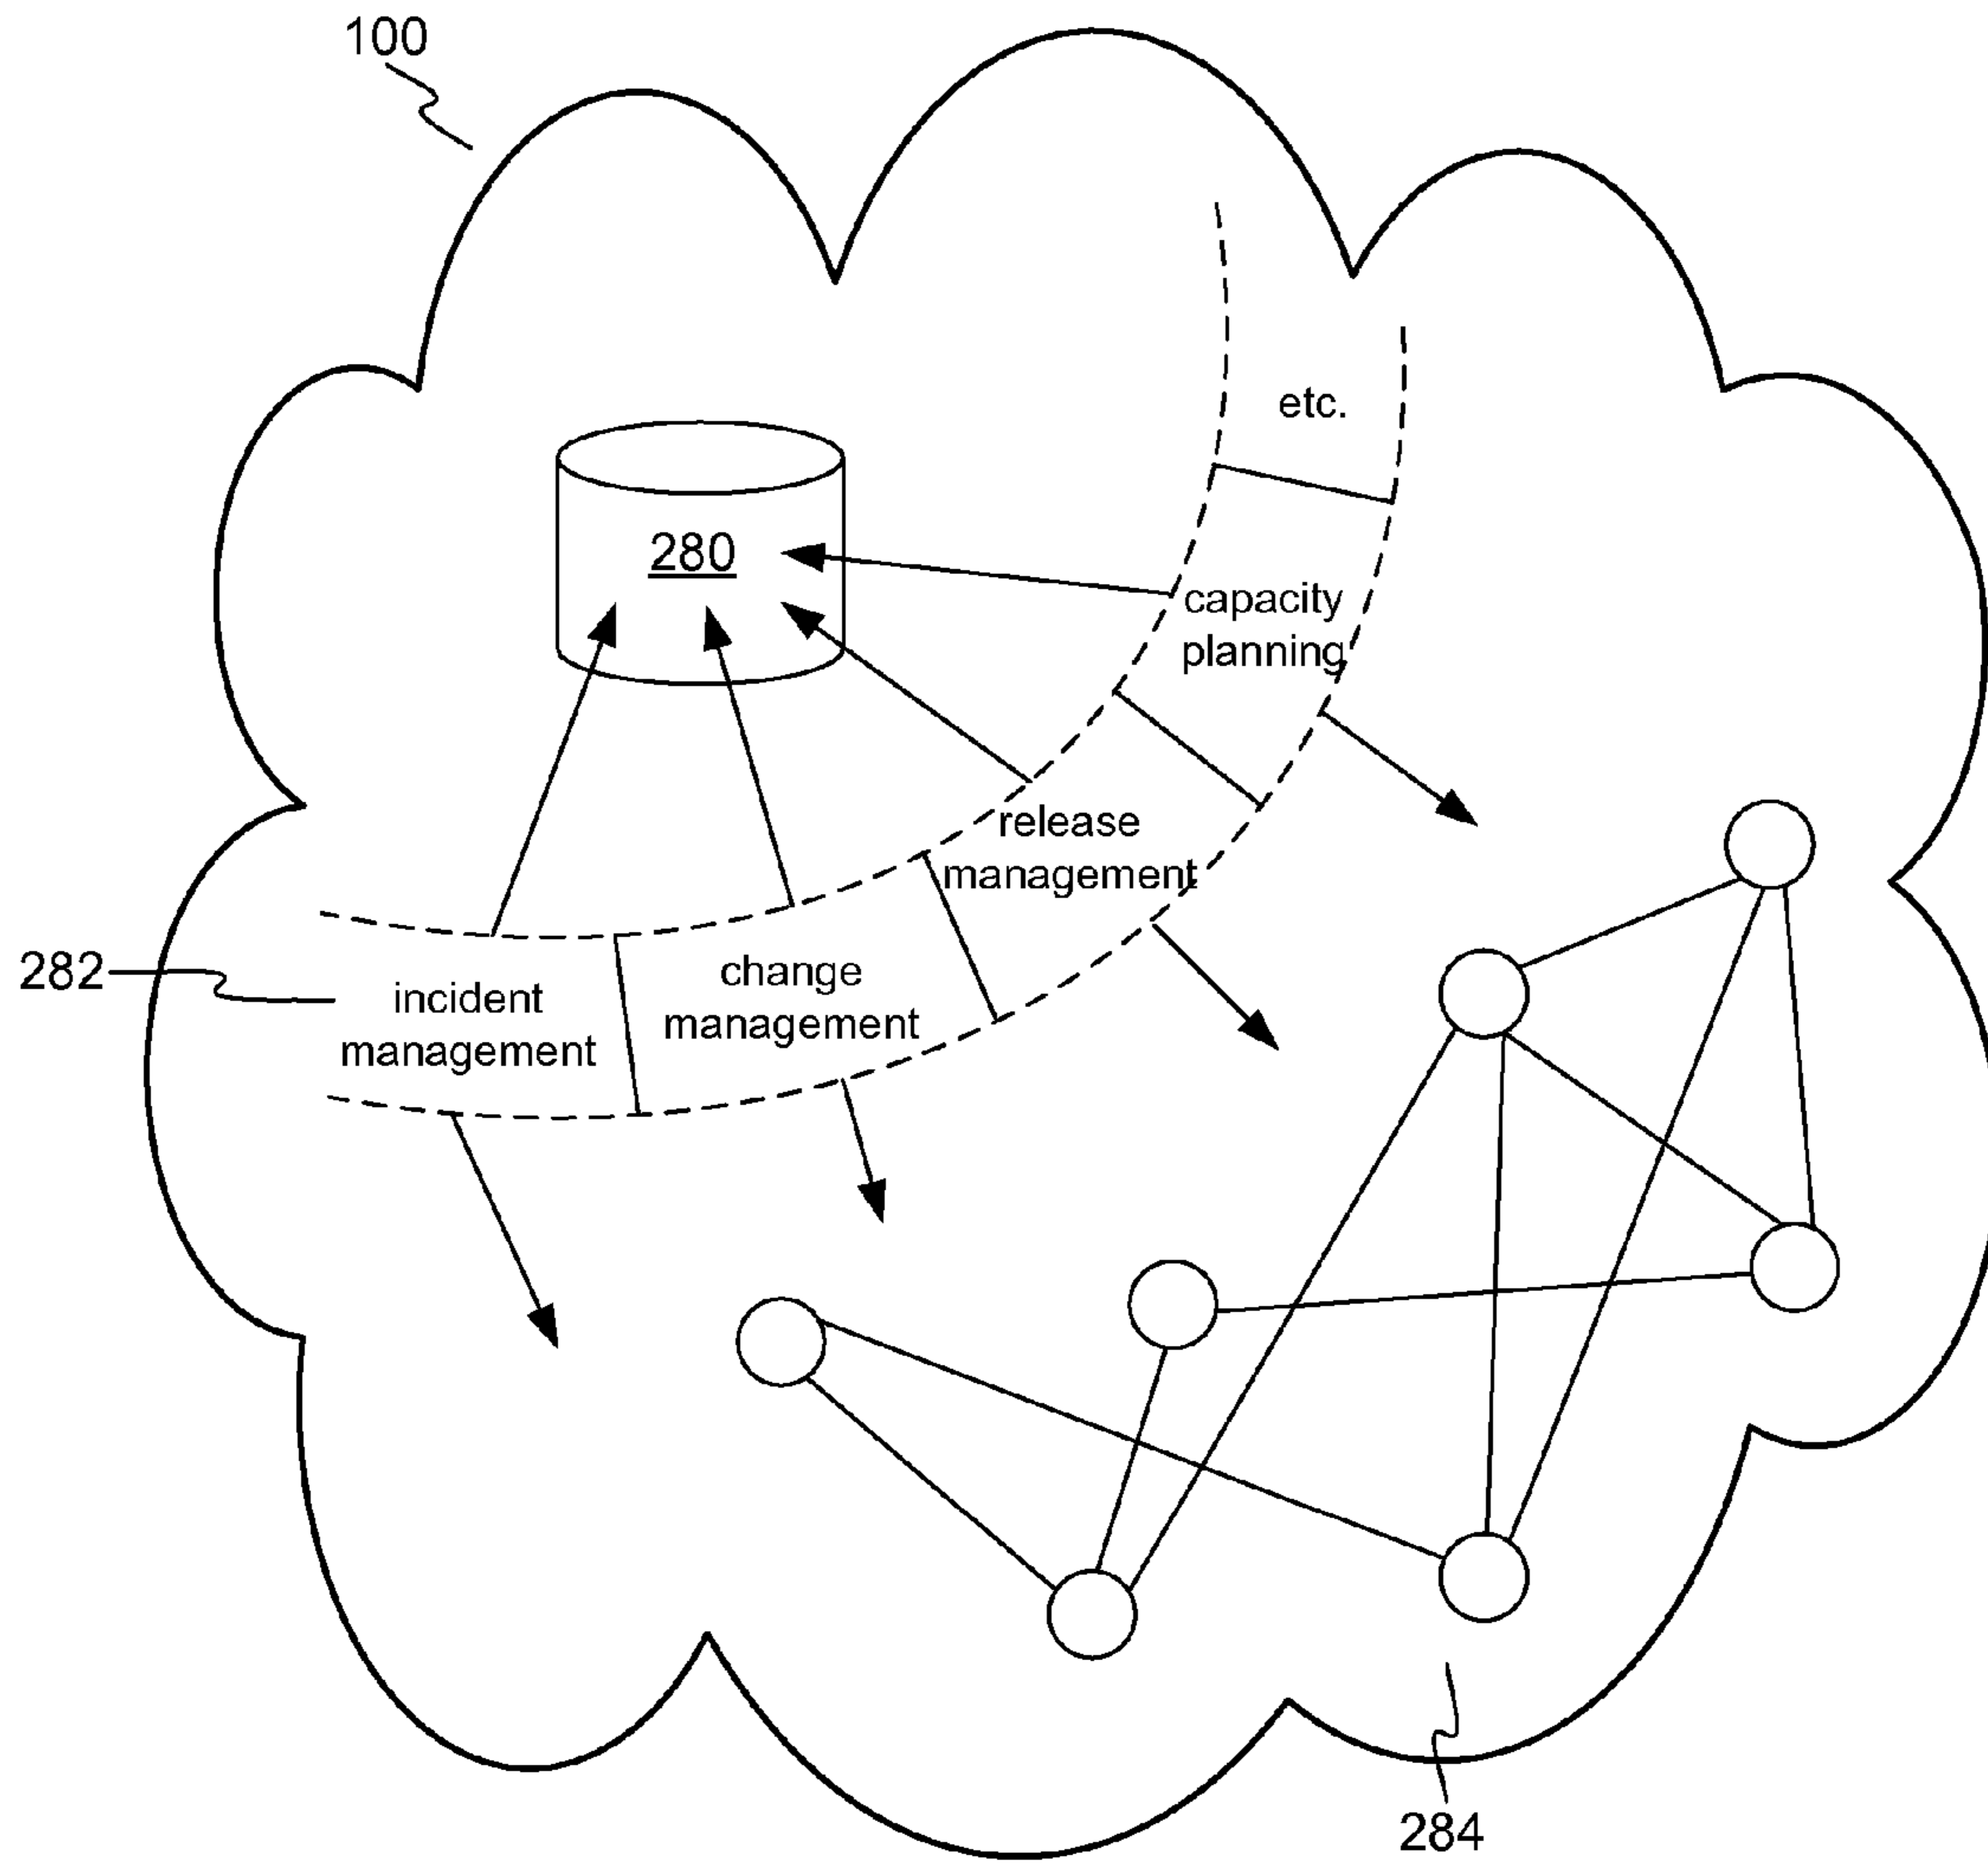 100
etc.
280
capacity
planning
release
management
282
change
management
incident
management
284